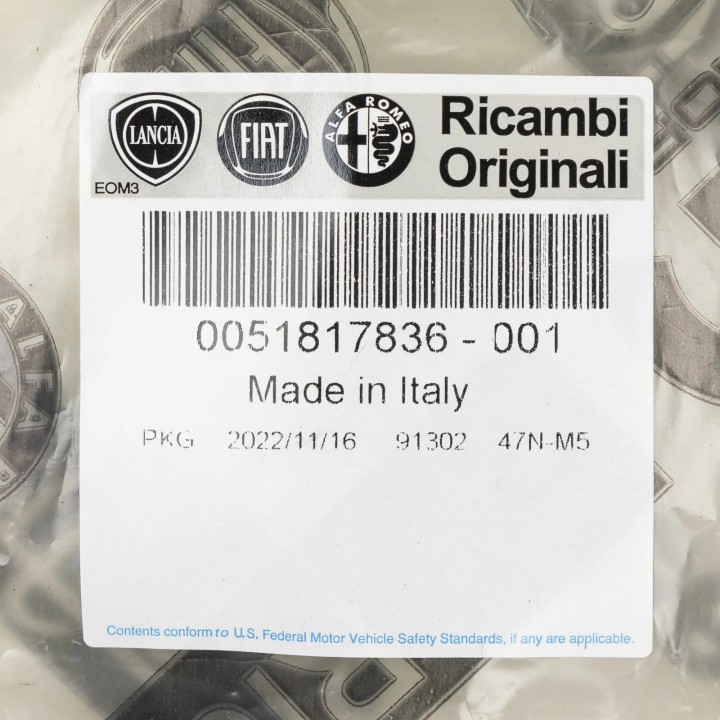 LANCIA
FIAT
ALFA ROMEO
Ricambi
Originali
EOM3
0051817836 - 001
Made in Italy
PKG 2022/11/16 91302 47N-M5
Contents conform to U.S. Federal Motor Vehicle Safety Standards, if any are applicable.
ALFA